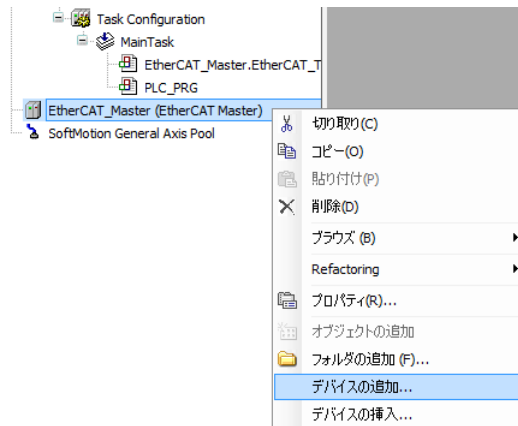 Task Configuration
MainTask
EtherCAT_Master.EtherCAT_T
PLC_PRG
EtherCAT_Master (EtherCAT Master)
SoftMotion General Axis Pool
切り取り(C)
コピー(O)
貼り付け(P)
削除(D)
ブラウズ (B)
Refactoring
プロパティ(R)...
オブジェクトの追加
フォルダの追加 (F)...
デバイスの追加...
デバイスの挿入...